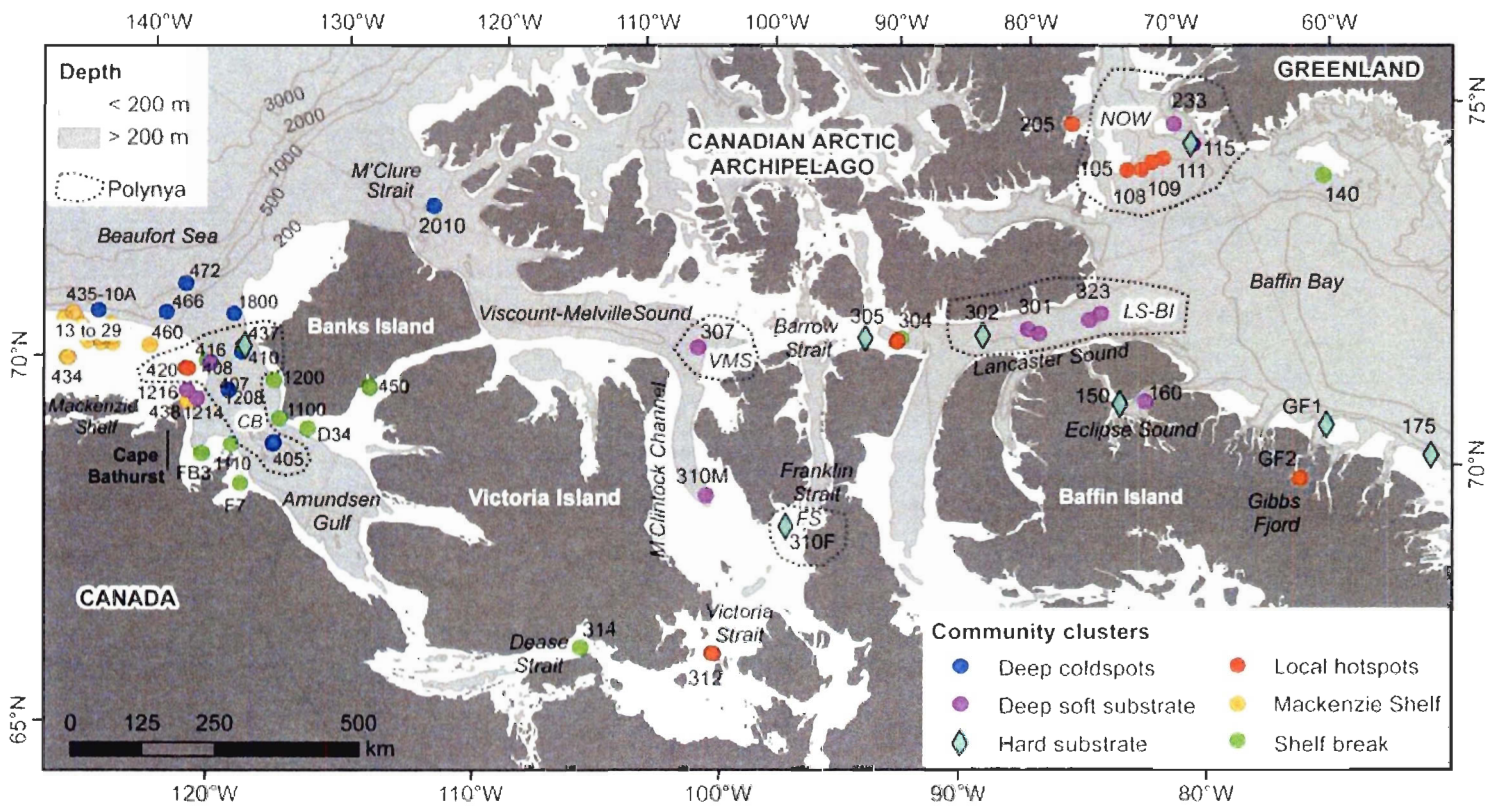 140°W 130°W 120°W 110°W 100°W 90°W 80°W 70°W 60°W
Depth
< 200 m
> 200 m
Polynya
3000
2000
1000
500
200
GREENLAND
75°N
233
NOW
205
115
105
111
109
108
140
CANADIAN ARCTIC
ARCHIPELAGO
M'Clure
Strait
2010
Beaufort Sea
472
435-10A
466
1800
13 to 29
460
437
434
416
410
408
420
407
1200
450
1216
1208
438
1214
1100
CB
D34
405
1110
FB3
F7
Mackenzie
Shelf
Cape
Bathurst
Amundsen
Gulf
Banks Island
Viscount-Melville Sound
307
VMS
Barrow
Strait
305
304
302
301
323
LS-BI
Lancaster Sound
Baffin Bay
70°N
150
160
Eclipse Sound
GF1
175
GF2
Gibbs
Fjord
70°N
Victoria Island
M'Clintock Channel
310M
Franklin
Strait
FS
310F
Baffin Island
CANADA
Dease
Strait
314
Victoria
Strait
312
65°N
0 125 250 500
km
Community clusters
Deep coldspots
Local hotspots
Deep soft substrate
Mackenzie Shelf
Hard substrate
Shelf break
120°W 110°W 100°W 90°W 80°W